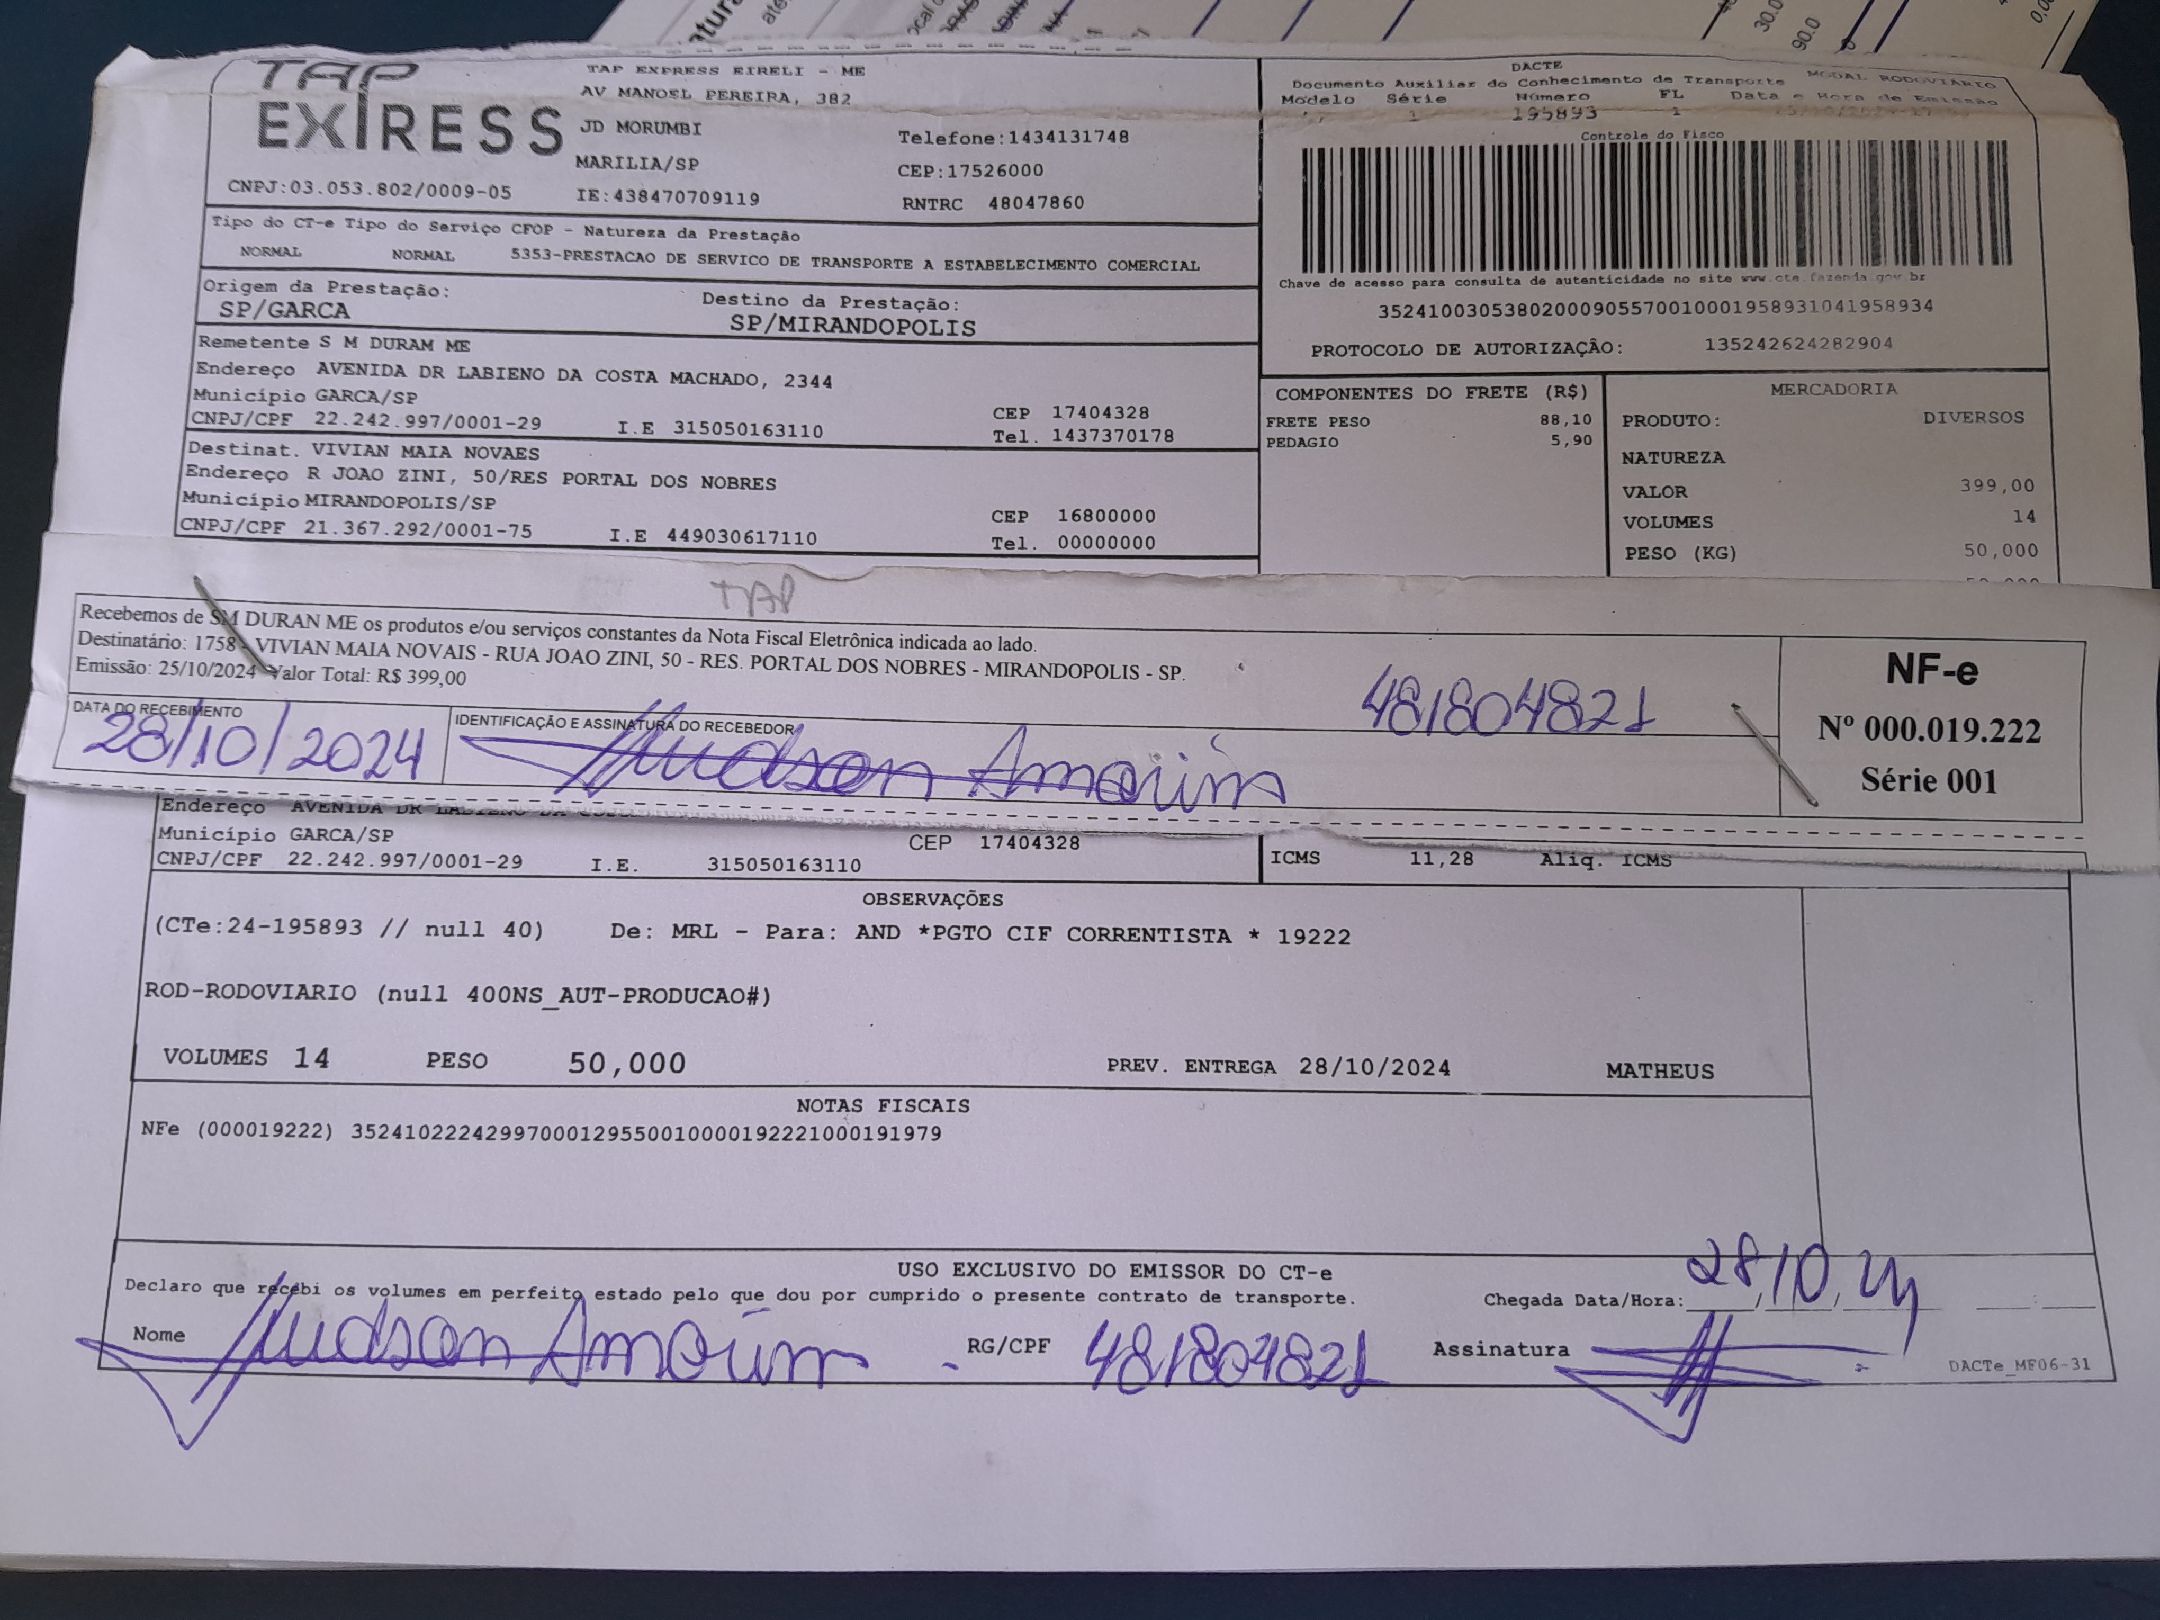 TAP
EXPRESS
TAP EXPRESS EIRELI - ME
AV MANOEL PEREIRA, 382
JD MORUMBI
Telefone:1434131748
MARILIA/SP
CEP:17526000
CNPJ:03.053.802/0009-05 IE:438470709119 RNTRC 48047860
DACTE
Documento Auxiliar do Conhecimento de Transporte MODAL RODOVIÁRIO
Modelo Série Número FL Data e Hora de Emissão
1 195893 1
Controle do Fisco
Chave de acesso para consulta de autenticidade no site www.cte.fazenda.gov.br
35241003053802000905570010001958931041958934
PROTOCOLO DE AUTORIZAÇÃO: 135242624282904
Tipo do CT-e Tipo do Serviço CFOP - Natureza da Prestação
NORMAL NORMAL 5353-PRESTACAO DE SERVICO DE TRANSPORTE A ESTABELECIMENTO COMERCIAL
Origem da Prestação: Destino da Prestação:
SP/GARCA SP/MIRANDOPOLIS
Remetente S M DURAM ME
Endereço AVENIDA DR LABIENO DA COSTA MACHADO, 2344
Município GARCA/SP CEP 17404328
CNPJ/CPF 22.242.997/0001-29 I.E 315050163110 Tel. 1437370178
Destinat. VIVIAN MAIA NOVAES
Endereço R JOAO ZINI, 50/RES PORTAL DOS NOBRES
Município MIRANDOPOLIS/SP CEP 16800000
CNPJ/CPF 21.367.292/0001-75 I.E 449030617110 Tel. 00000000
COMPONENTES DO FRETE (R$)
FRETE PESO 88,10
PEDAGIO 5,90
MERCADORIA
PRODUTO: DIVERSOS
NATUREZA
VALOR 399,00
VOLUMES 14
PESO (KG) 50,000
TAP
Recebemos de SM DURAN ME os produtos e/ou serviços constantes da Nota Fiscal Eletrônica indicada ao lado.
Destinatário: 1758 - VIVIAN MAIA NOVAIS - RUA JOAO ZINI, 50 - RES. PORTAL DOS NOBRES - MIRANDOPOLIS - SP.
Emissão: 25/10/2024 Valor Total: R$ 399,00
481804821
DATA DO RECEBIMENTO IDENTIFICAÇÃO E ASSINATURA DO RECEBEDOR
28/10/2024 Hudson Amorim
NF-e
Nº 000.019.222
Série 001
Endereço AVENIDA DR LABIENO DA
Município GARCA/SP CEP 17404328
CNPJ/CPF 22.242.997/0001-29 I.E. 315050163110
ICMS 11,28 Aliq. ICMS
OBSERVAÇÕES
(CTe:24-195893 // null 40) De: MRL - Para: AND *PGTO CIF CORRENTISTA * 19222
ROD-RODOVIARIO (null 400NS_AUT-PRODUCAO#)
VOLUMES 14 PESO 50,000 PREV. ENTREGA 28/10/2024 MATHEUS
NOTAS FISCAIS
NFe (000019222) 35241022242997000129550010000192221000191979
USO EXCLUSIVO DO EMISSOR DO CT-e
Declaro que recebi os volumes em perfeito estado pelo que dou por cumprido o presente contrato de transporte. Chegada Data/Hora: 28/10/24
Nome Hudson Amorim RG/CPF 481804821 Assinatura
DACTe_MF06-31